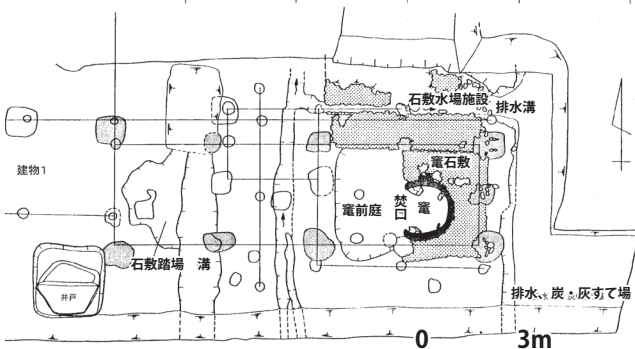 石敷水場施設
排水溝
建物1
竈石敷
竈前庭
焚口
竈
石敷踏場
溝
井戸
排水、炭・灰すて場
0
3m